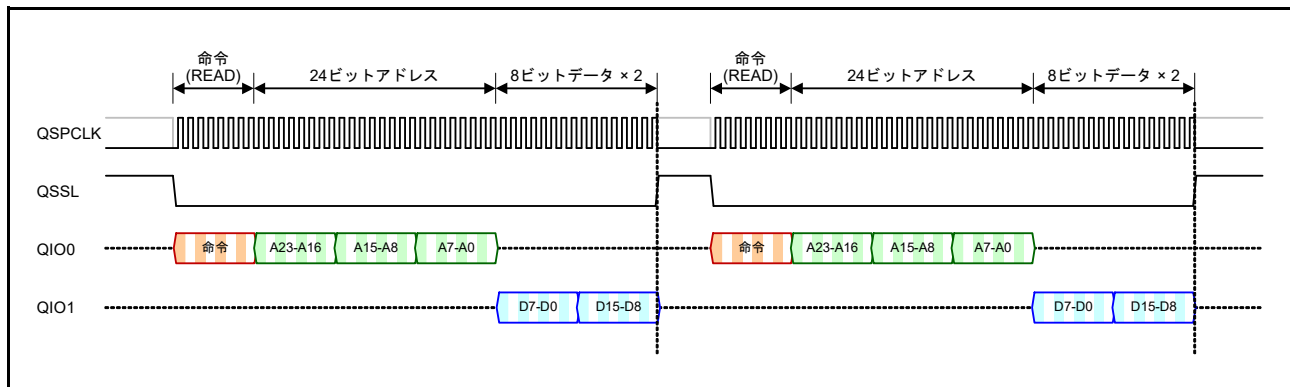 命令
(READ)
24ビットアドレス
8ビットデータ × 2
命令
(READ)
24ビットアドレス
8ビットデータ × 2
QSPCLK
QSSL
QIO0
命令
A23-A16
A15-A8
A7-A0
命令
A23-A16
A15-A8
A7-A0
QIO1
D7-D0
D15-D8
D7-D0
D15-D8